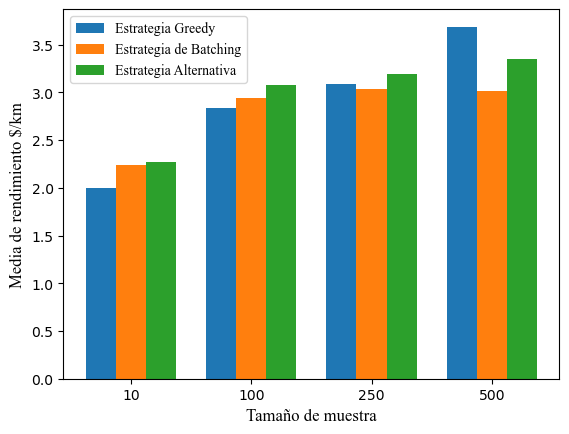 Estrategia Greedy
Estrategia de Batching
Estrategia Alternativa
Media de rendimiento $/km
3.5
3.0
2.5
2.0
1.5
1.0
0.5
0.0
10 100 250 500
Tamaño de muestra